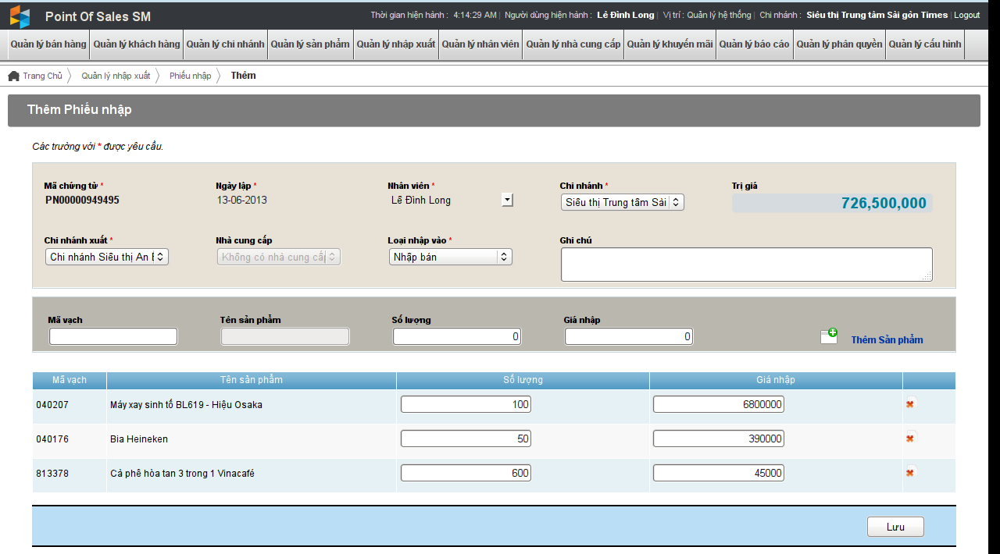 Point Of Sales SM
Thời gian hiện hành : 4:14:29 AM | Người dùng hiện hành : Lê Đình Long | Vị trí : Quản lý hệ thống | Chi nhánh : Siêu thị Trung tâm Sài gòn Times | Logout
Quản lý bán hàng Quản lý khách hàng Quản lý chi nhánh Quản lý sản phẩm Quản lý nhập xuất Quản lý nhân viên Quản lý nhà cung cấp Quản lý khuyến mãi Quản lý báo cáo Quản lý phân quyền Quản lý cấu hình
Trang Chủ Quản lý nhập xuất Phiếu nhập Thêm
Thêm Phiếu nhập
Các trường với * được yêu cầu.
Mã chứng từ * Ngày lập * Nhân viên * Chi nhánh * Trị giá
PN00000949495 13-06-2013 Lê Đình Long Siêu thị Trung tâm Sài 726,500,000
Chi nhánh xuất * Nhà cung cấp Loại nhập vào * Ghi chú
Chi nhánh Siêu thị An Không có nhà cung cấp Nhập bán
Mã vạch Tên sản phẩm Số lượng Giá nhập
0 0 Thêm Sản phẩm
Mã vạch Tên sản phẩm Số lượng Giá nhập
040207 Máy xay sinh tố BL619 - Hiệu Osaka 100 6800000
040176 Bia Heineken 50 390000
813378 Cà phê hòa tan 3 trong 1 Vinacafé 600 45000
Lưu